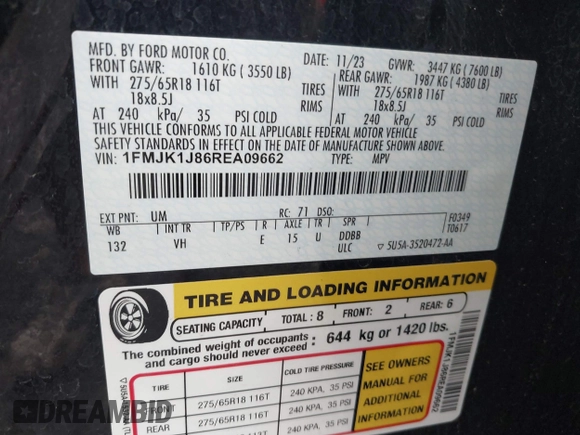 MFD. BY FORD MOTOR CO. 11/23 GVWR: 3447 KG (7600 LB)
FRONT GAWR: 1610 KG (3550 LB) REAR GAWR: 1987 KG (4380 LB)
WITH 275/65R18 116T TIRES WITH 275/65R18 116T TIRES
18x8.5J RIMS 18x8.5J RIMS
AT 240 kPa/ 35 PSI COLD AT 240 kPa/ 35 PSI COLD
THIS VEHICLE CONFORMS TO ALL APPLICABLE FEDERAL MOTOR VEHICLE
SAFETY STANDARDS IN EFFECT ON THE DATE OF MANUFACTURE SHOWN ABOVE.
VIN: 1FMJK1J86REA09662 TYPE: MPV
EXT PNT: UM RC: 71 DSO:
WB INT TR TP/PS R AXLE TR SPR F0349
132 VH E 15 U DDBB T0617
ULC ▽ 5U5A-3520472-AA
TIRE AND LOADING INFORMATION
SEATING CAPACITY TOTAL: 8 FRONT: 2 REAR: 6
The combined weight of occupants and cargo should never exceed: 644 kg or 1420 lbs.
TIRE SIZE COLD TIRE PRESSURE
FRONT 275/65R18 116T 240 KPA, 35 PSI
REAR 275/65R18 116T 240 KPA, 35 PSI
SEE OWNERS
MANUAL FOR
ADDITIONAL
INFORMATION
1FMJK1J86REA09662
DREAMBID